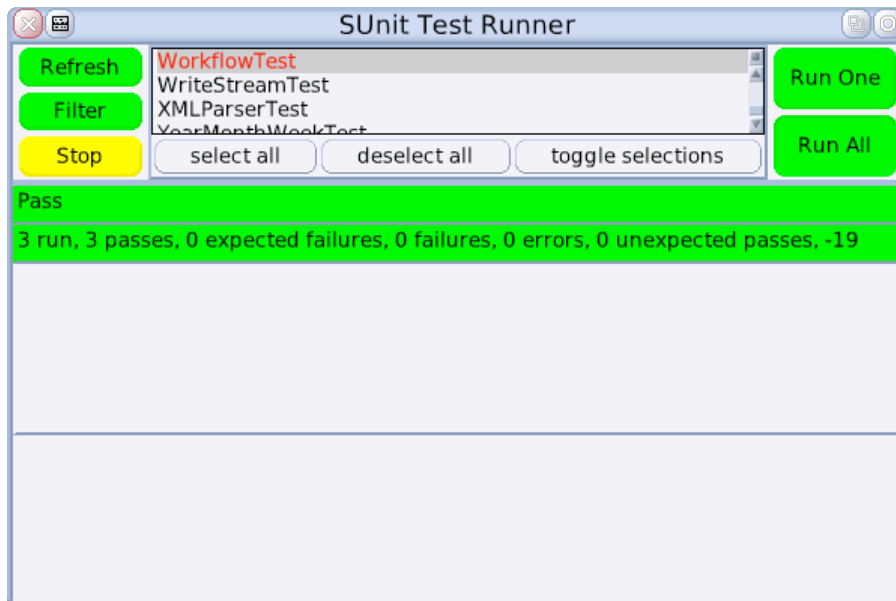 SUnit Test Runner
Refresh
Filter
Stop
WorkflowTest
WriteStreamTest
XMLParserTest
YearMonthWeekTest
select all
deselect all
toggle selections
Run One
Run All
Pass
3 run, 3 passes, 0 expected failures, 0 failures, 0 errors, 0 unexpected passes, -19